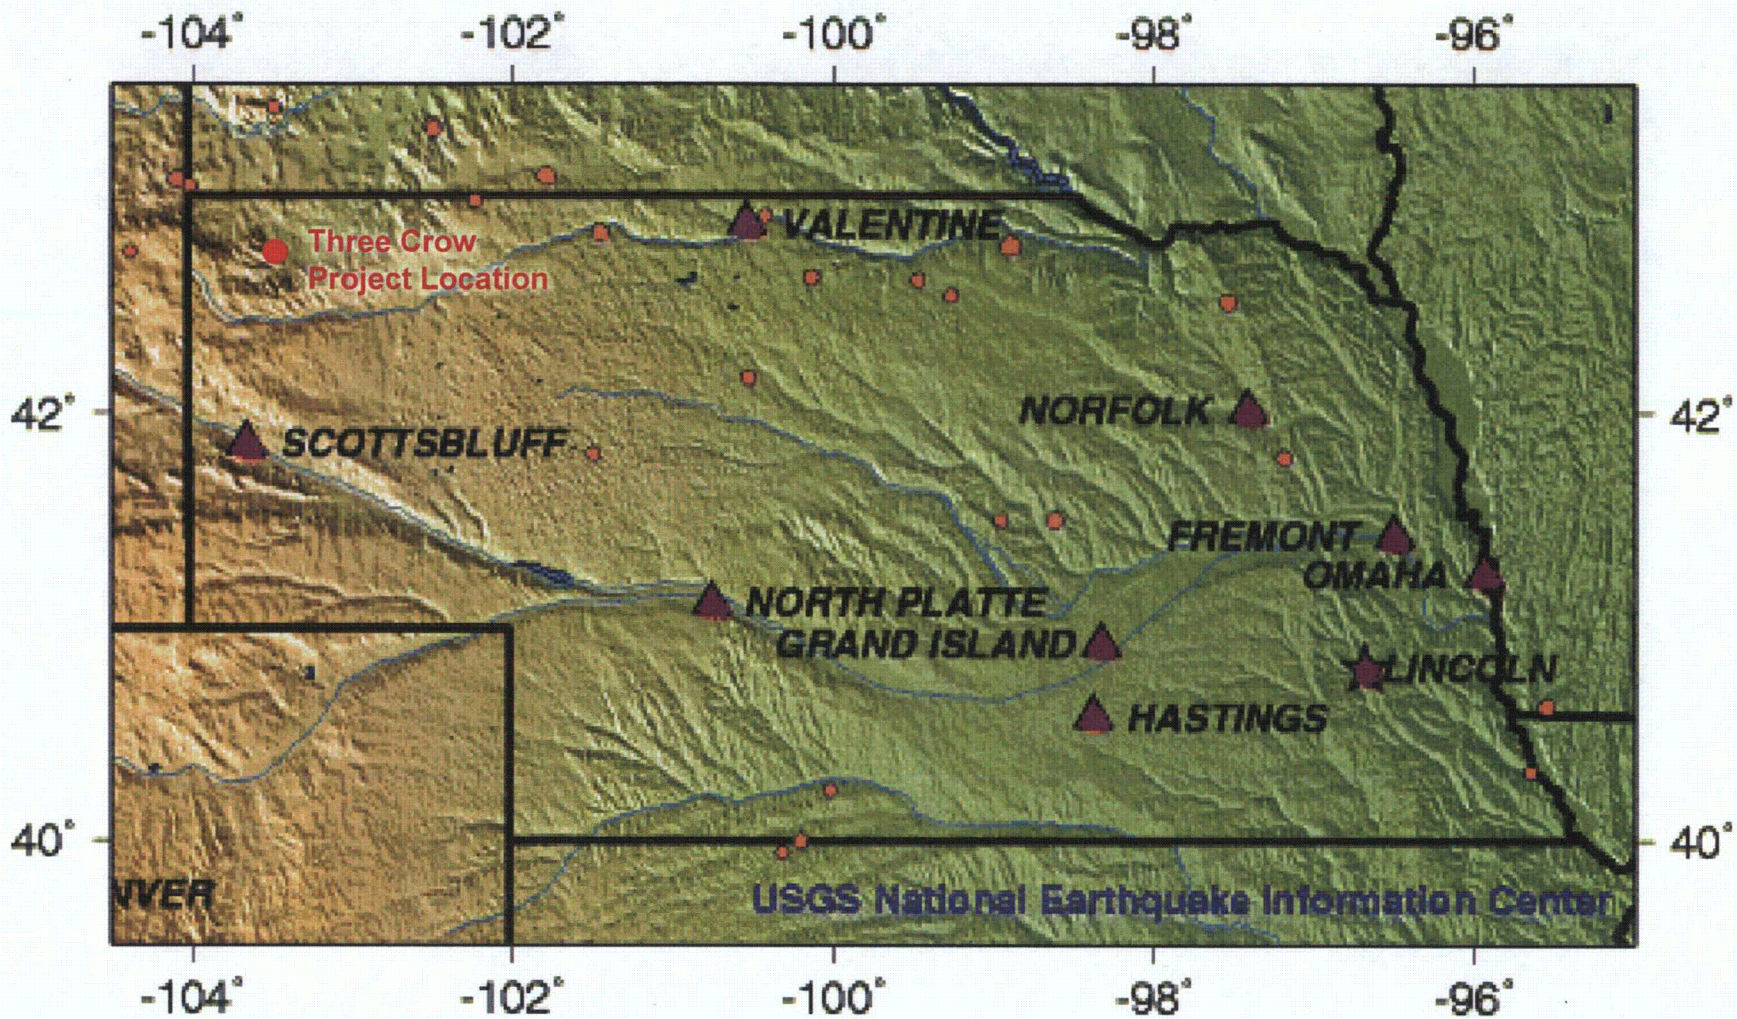 -104° -102° -100° -98° -96°
VALENTINE
Three Crow
Project Location
42° NORFOLK 42°
SCOTTSBLUFF
FREMONT
OMAHA
NORTH PLATTE
GRAND ISLAND
LINCOLN
HASTINGS
40° 40°
NVER
USGS National Earthquake Information Center
-104° -102° -100° -98° -96°